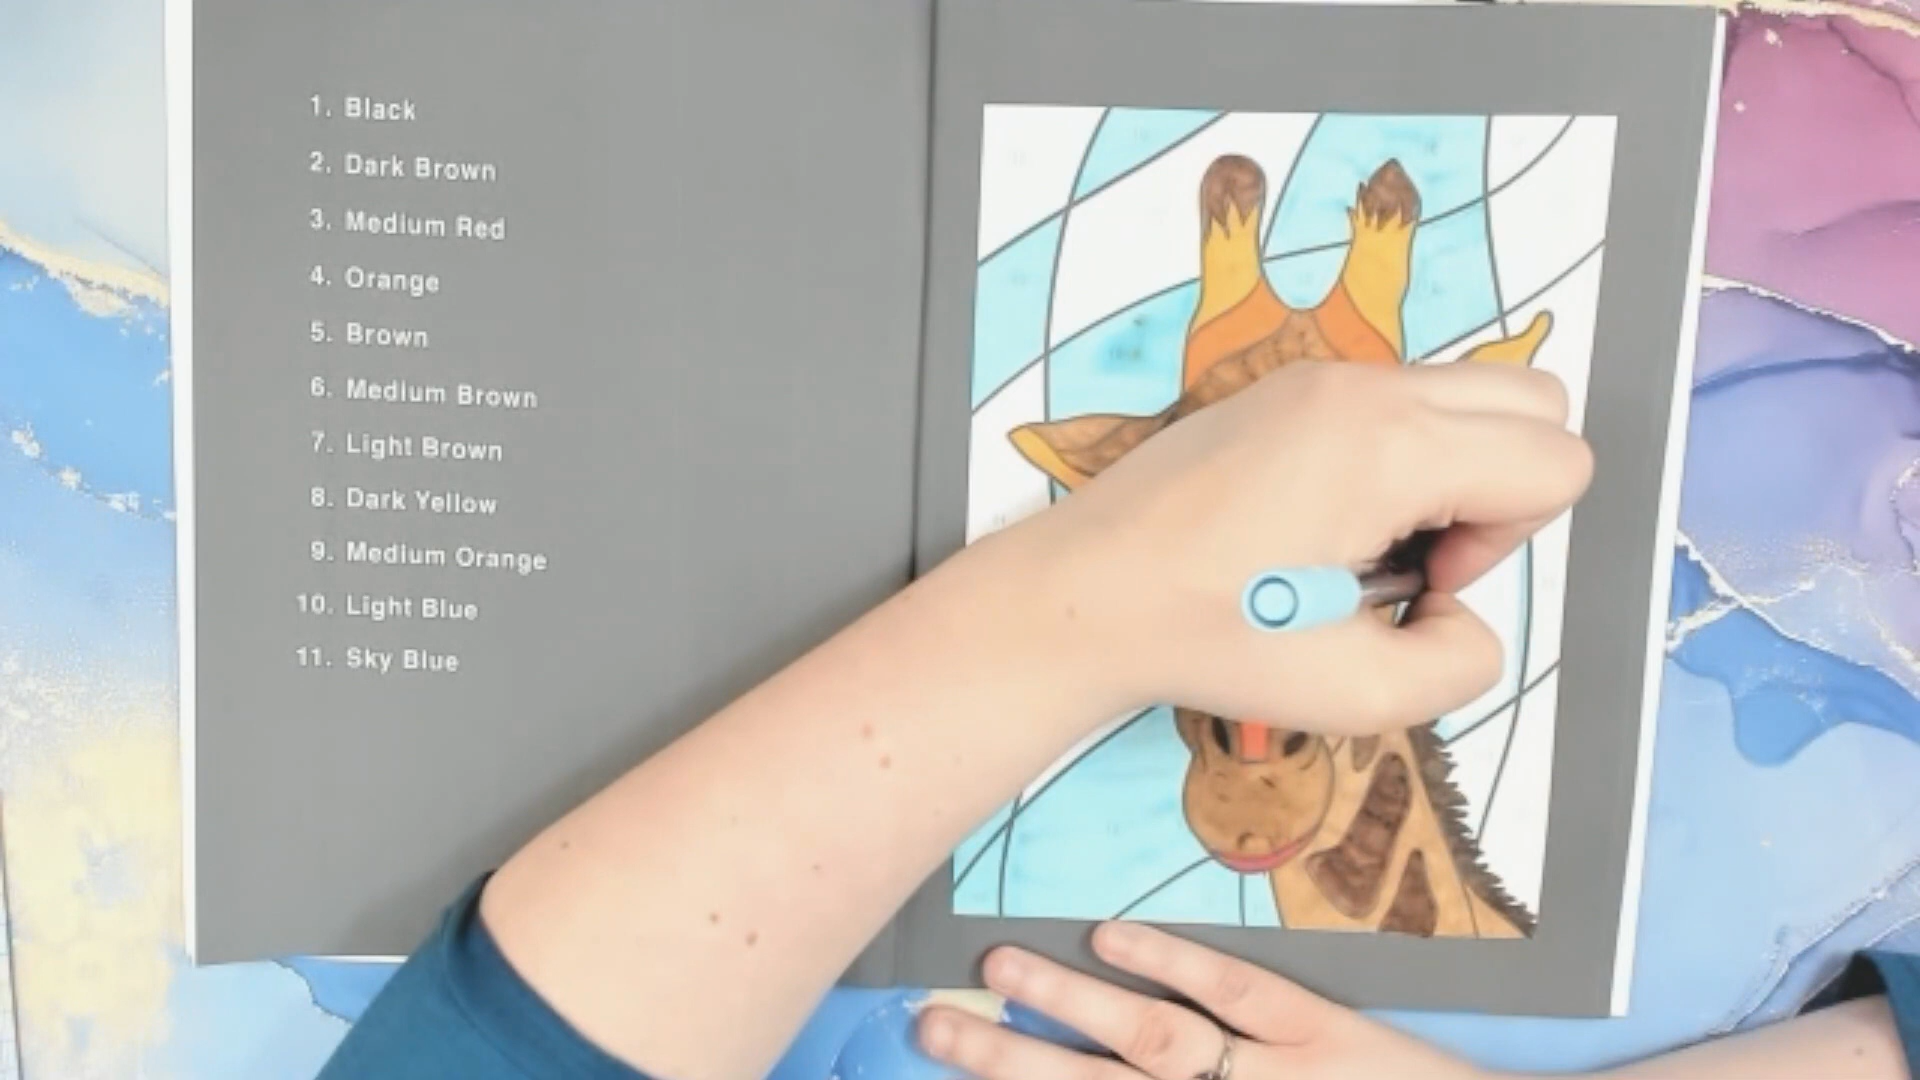 1. Black
2. Dark Brown
3. Medium Red
4. Orange
5. Brown
6. Medium Brown
7. Light Brown
8. Dark Yellow
9. Medium Orange
10. Light Blue
11. Sky Blue